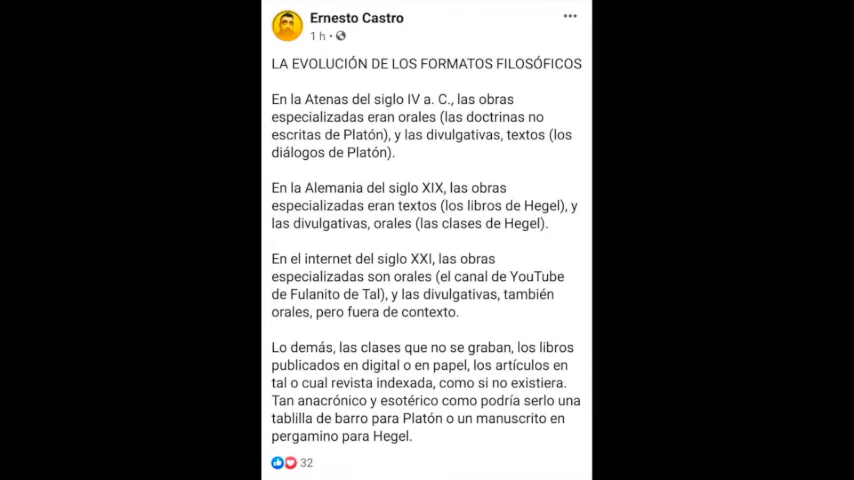 Ernesto Castro
1 h •
LA EVOLUCIÓN DE LOS FORMATOS FILOSÓFICOS
En la Atenas del siglo IV a. C., las obras
especializadas eran orales (las doctrinas no
escritas de Platón), y las divulgativas, textos (los
diálogos de Platón).
En la Alemania del siglo XIX, las obras
especializadas eran textos (los libros de Hegel), y
las divulgativas, orales (las clases de Hegel).
En el internet del siglo XXI, las obras
especializadas son orales (el canal de YouTube
de Fulanito de Tal), y las divulgativas, también
orales, pero fuera de contexto.
Lo demás, las clases que no se graban, los libros
publicados en digital o en papel, los artículos en
tal o cual revista indexada, como si no existiera.
Tan anacrónico y esotérico como podría serlo una
tablilla de barro para Platón o un manuscrito en
pergamino para Hegel.
32